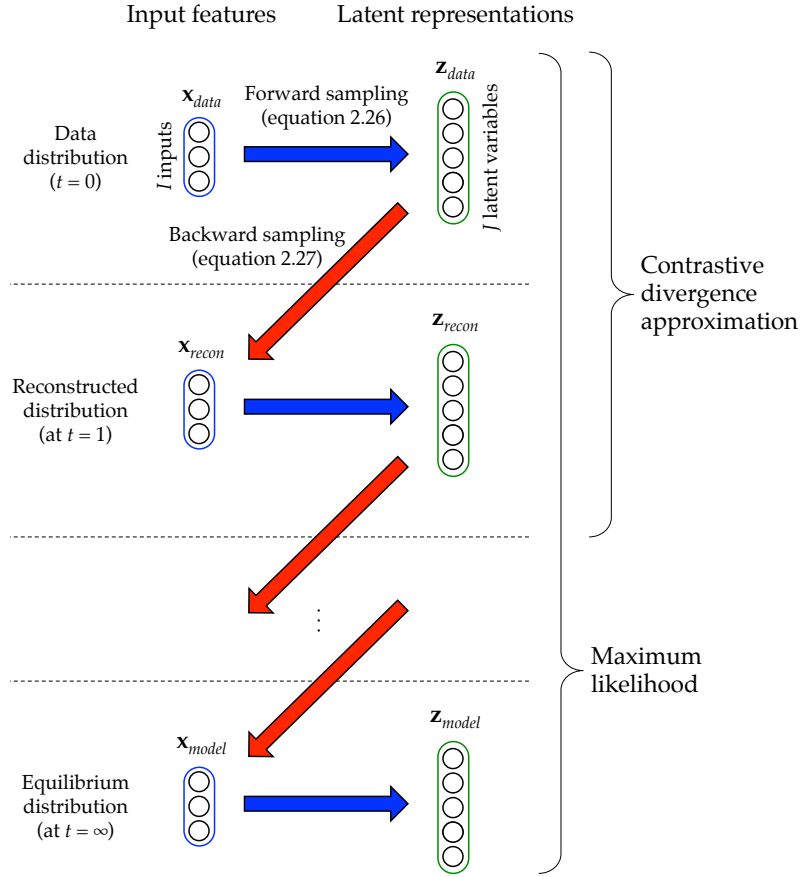 Input features
Latent representations
x_data
Forward sampling
(equation 2.26)
z_data
Data
distribution
(t = 0)
I inputs
J latent variables
Backward sampling
(equation 2.27)
Contrastive
divergence
approximation
x_recon
z_recon
Reconstructed
distribution
(at t = 1)
⋮
Maximum
likelihood
x_model
z_model
Equilibrium
distribution
(at t = ∞)